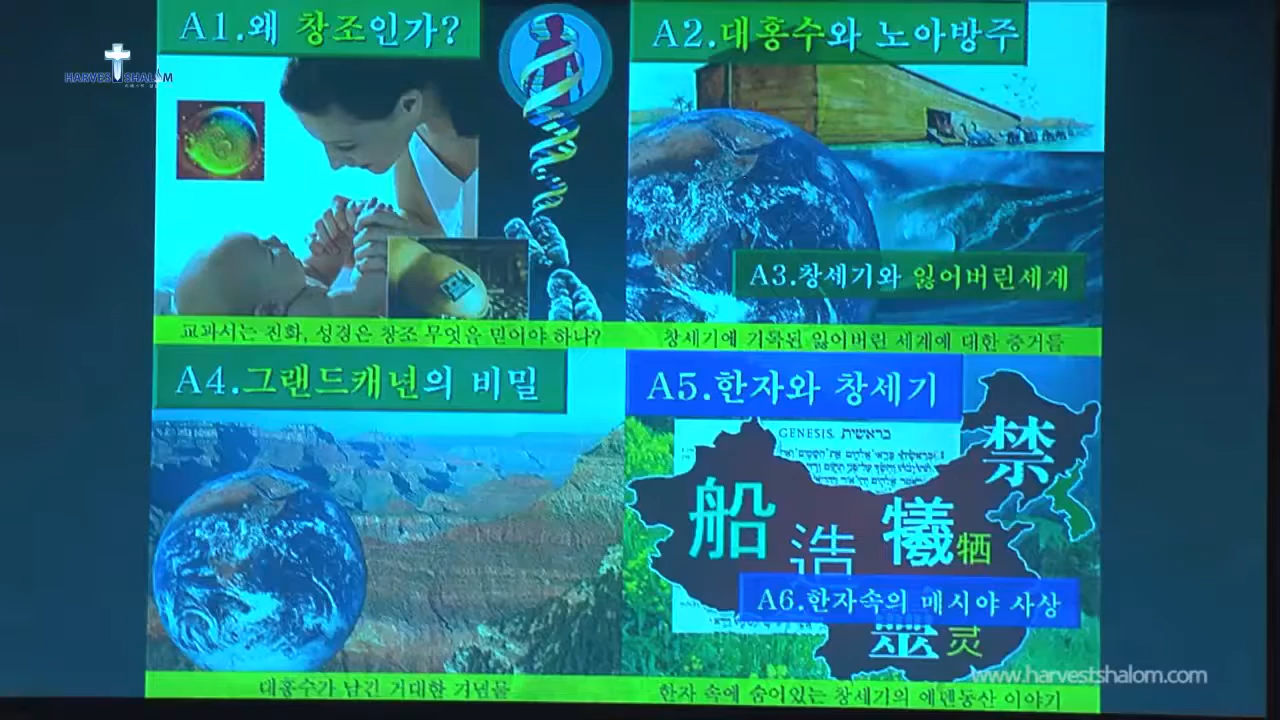 HARVEST SHALOM
A1.왜 창조인가?
교과서는 진화, 성경은 창조 무엇을 믿어야 하나?
A2.대홍수와 노아방주
A3.창세기와 잃어버린세계
창세기에 기록된 잃어버린 세계에 대한 증거들
A4.그랜드캐년의 비밀
대홍수가 남긴 거대한 기념물
A5.한자와 창세기
GENESIS. בראשית
禁
船
造
犧
牺
A6.한자속의 메시야 사상
靈
灵
한자 속에 숨어있는 창세기의 에덴동산 이야기
www.harvestshalom.com